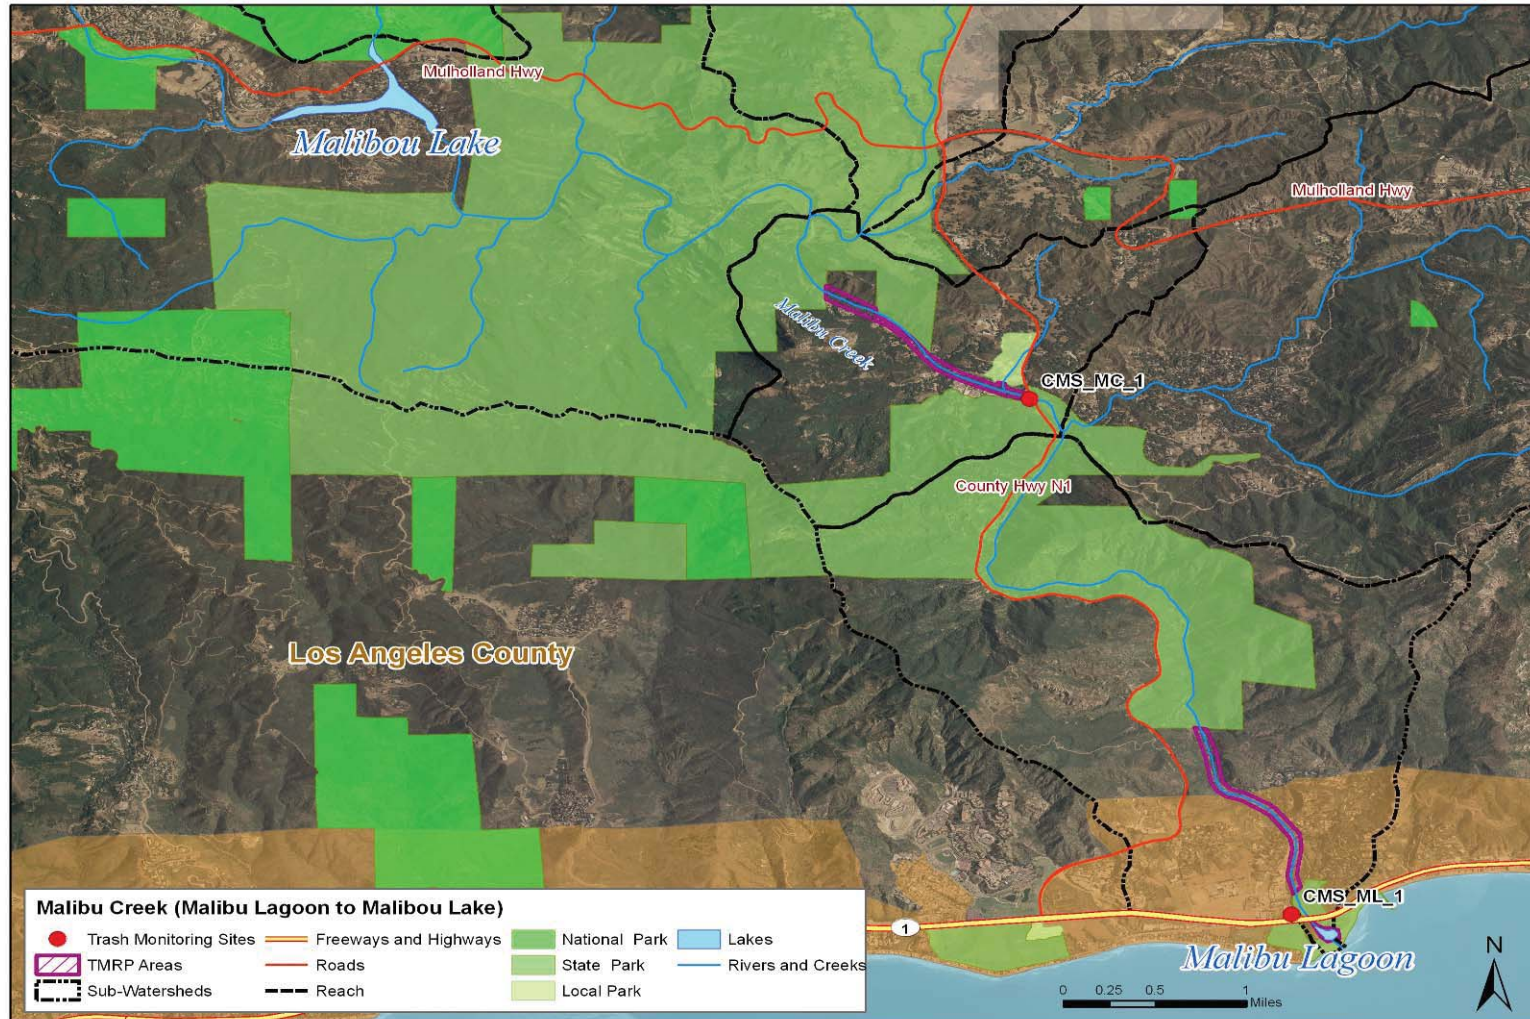 Mulholland Hwy
Malibou Lake
Mulholland Hwy
Malibu Creek
CMS_MC_1
County Hwy N1
Los Angeles County
CMS_ML_1
1
Malibu Lagoon
Malibu Creek (Malibu Lagoon to Malibou Lake)
Trash Monitoring Sites
Freeways and Highways
National Park
Lakes
TMRP Areas
Roads
State Park
Rivers and Creeks
Sub-Watersheds
Reach
Local Park
0 0.25 0.5 1
Miles
N